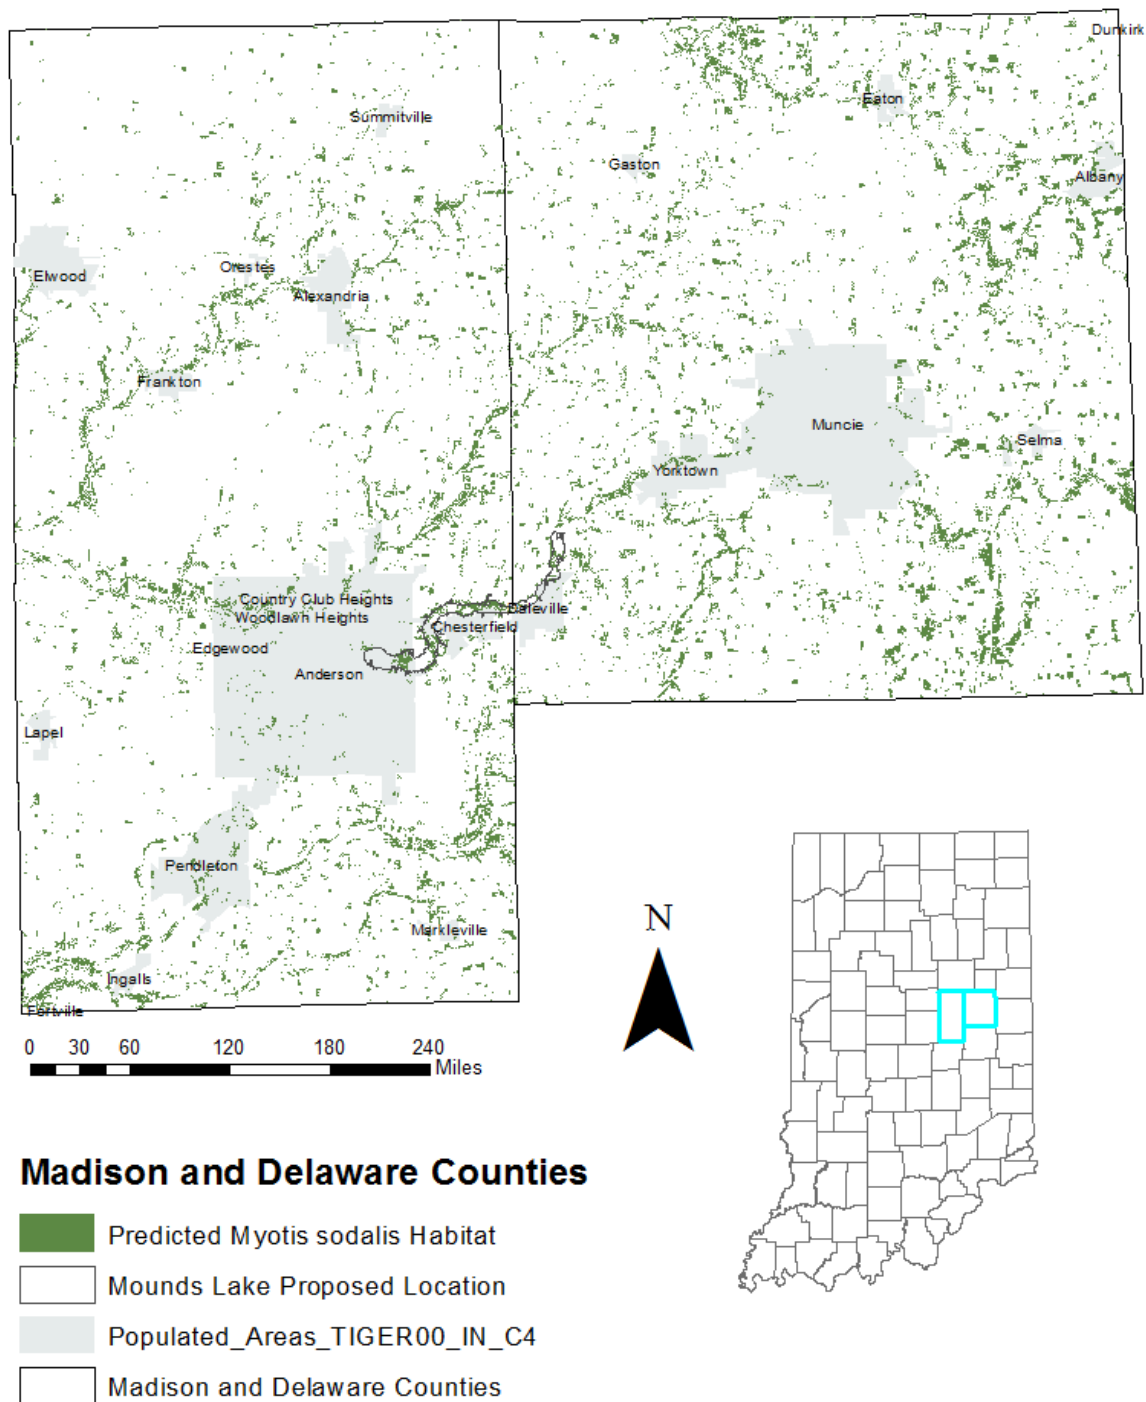 Dunkirk
Eaton
Summitville
Gaston
Albany
Orestes
Elwood
Alexandria
Frankton
Muncie
Selma
Yorktown
Country Club Heights
Daleville
Woodlawn Heights
Chesterfield
Edgewood
Anderson
Lapel
Pendleton
Markleville
Ingalls
Fortville
N
0 30 60 120 180 240
Miles
Madison and Delaware Counties
Predicted Myotis sodalis Habitat
Mounds Lake Proposed Location
Populated_Areas_TIGER00_IN_C4
Madison and Delaware Counties